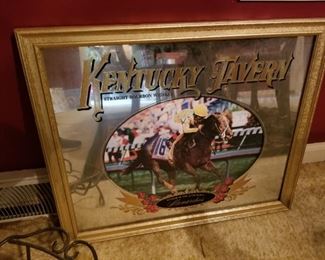 KENTUCKY TAVERN
STRAIGHT BOURBON WHISKEY
16